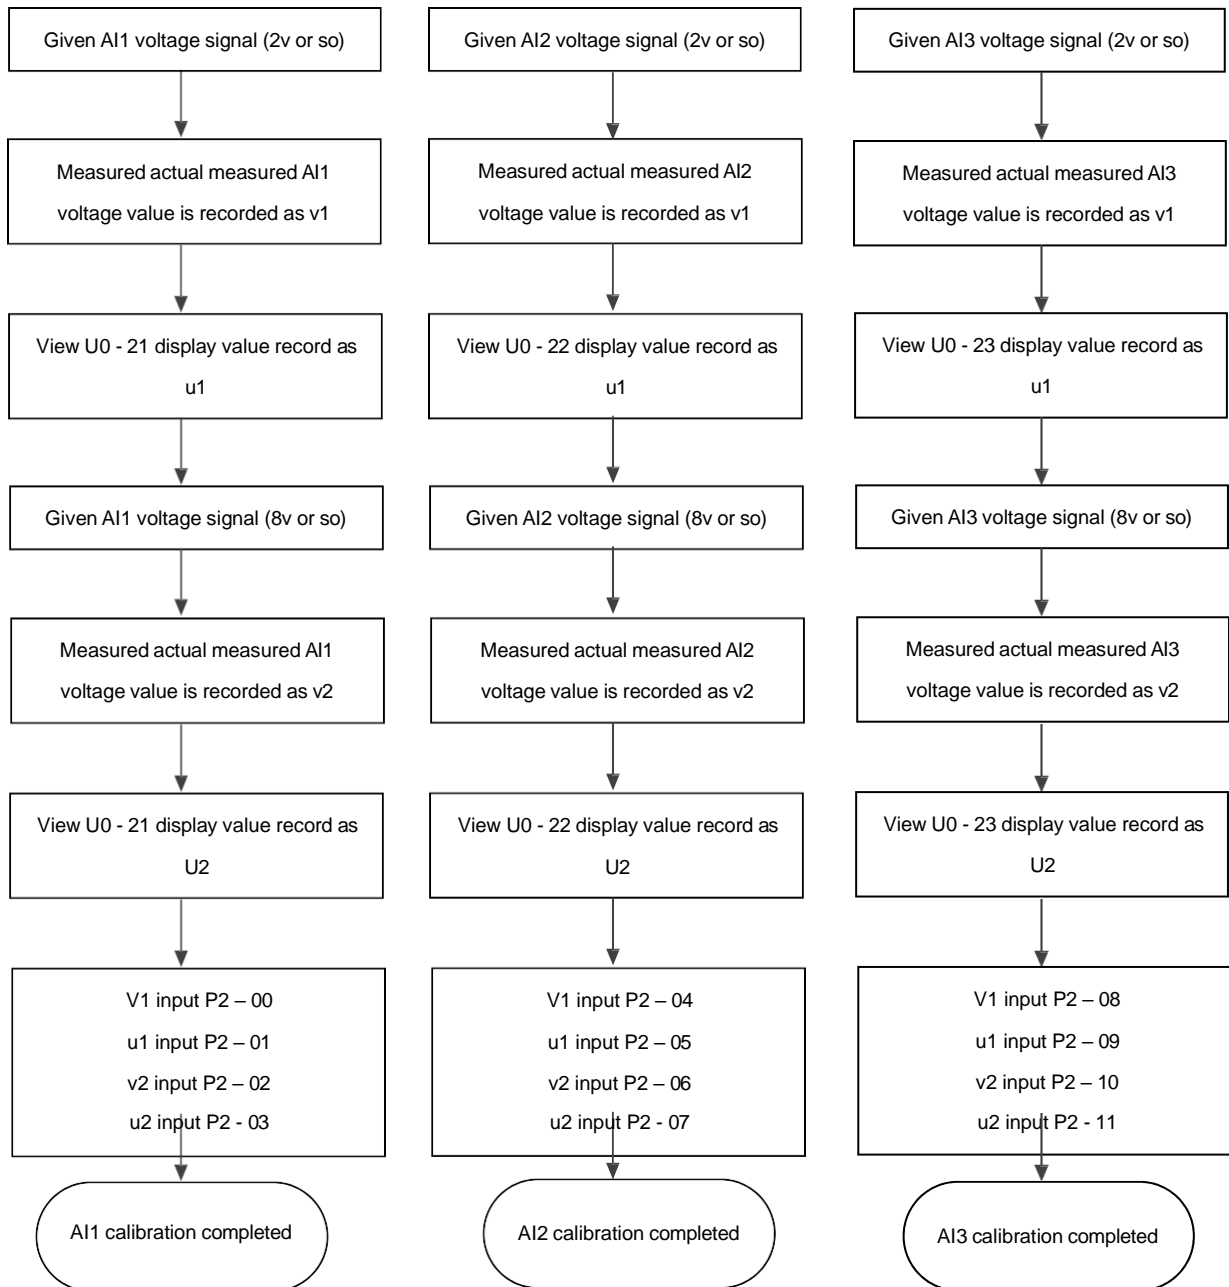 Given AI1 voltage signal (2v or so)
Measured actual measured AI1
voltage value is recorded as v1
View U0 - 21 display value record as
u1
Given AI1 voltage signal (8v or so)
Measured actual measured AI1
voltage value is recorded as v2
View U0 - 21 display value record as
U2
V1 input P2 – 00
u1 input P2 – 01
v2 input P2 – 02
u2 input P2 - 03
AI1 calibration completed
Given AI2 voltage signal (2v or so)
Measured actual measured AI2
voltage value is recorded as v1
View U0 - 22 display value record as
u1
Given AI2 voltage signal (8v or so)
Measured actual measured AI2
voltage value is recorded as v2
View U0 - 22 display value record as
U2
V1 input P2 – 04
u1 input P2 – 05
v2 input P2 – 06
u2 input P2 - 07
AI2 calibration completed
Given AI3 voltage signal (2v or so)
Measured actual measured AI3
voltage value is recorded as v1
View U0 - 23 display value record as
u1
Given AI3 voltage signal (8v or so)
Measured actual measured AI3
voltage value is recorded as v2
View U0 - 23 display value record as
U2
V1 input P2 – 08
u1 input P2 – 09
v2 input P2 – 10
u2 input P2 - 11
AI3 calibration completed